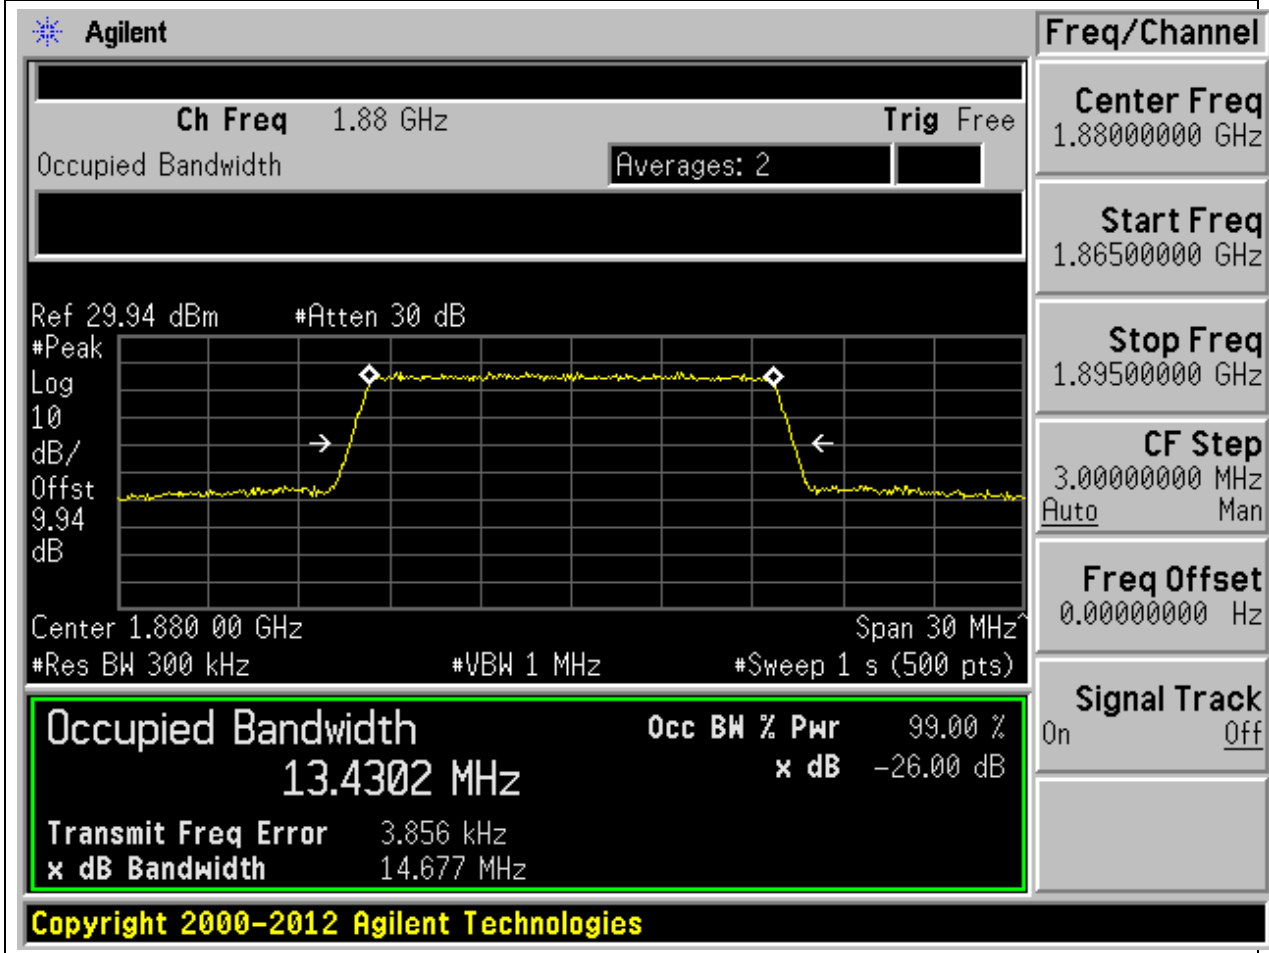 Agilent
Freq/Channel
Ch Freq 1.88 GHz Trig Free
Occupied Bandwidth Averages: 2
Center Freq
1.88000000 GHz
Start Freq
1.86500000 GHz
Stop Freq
1.89500000 GHz
CF Step
3.00000000 MHz
Auto Man
Freq Offset
0.00000000 Hz
Signal Track
On Off
Ref 29.94 dBm #Atten 30 dB
#Peak
Log
10
dB/
Offst
9.94
dB
Center 1.880 00 GHz Span 30 MHz^
#Res BW 300 kHz #VBW 1 MHz #Sweep 1 s (500 pts)
Occupied Bandwidth Occ BW % Pwr 99.00 %
13.4302 MHz x dB -26.00 dB
Transmit Freq Error 3.856 kHz
x dB Bandwidth 14.677 MHz
Copyright 2000-2012 Agilent Technologies